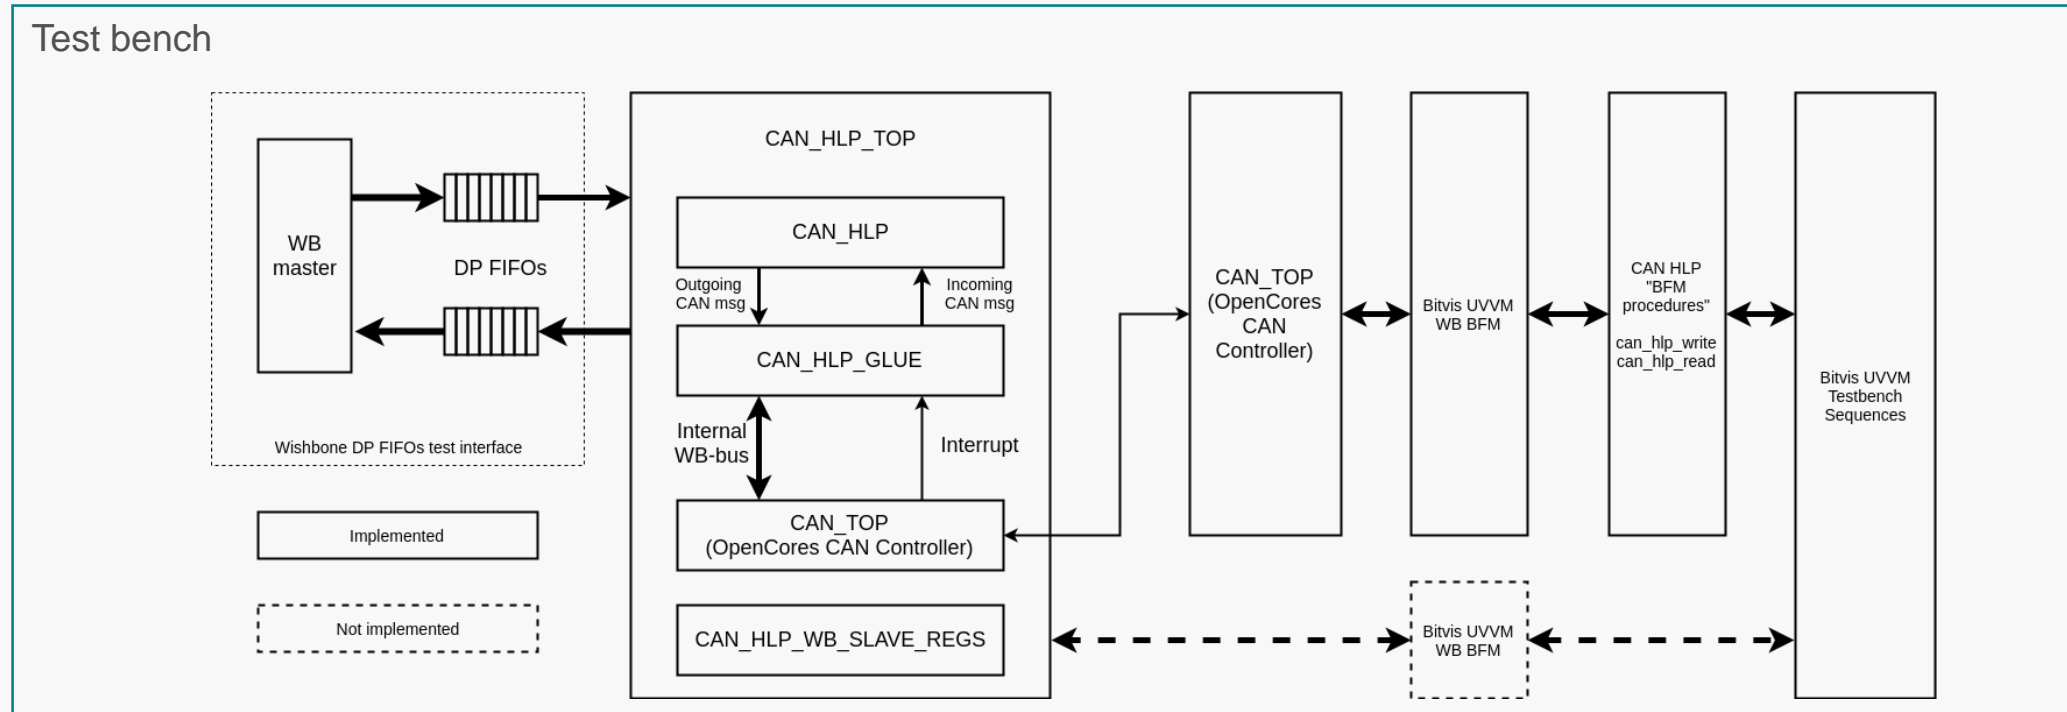 Test bench
WB
master
DP FIFOs
Wishbone DP FIFOs test interface
Implemented
Not implemented
CAN_HLP_TOP
CAN_HLP
Outgoing
CAN msg
Incoming
CAN msg
CAN_HLP_GLUE
Internal
WB-bus
Interrupt
CAN_TOP
(OpenCores CAN Controller)
CAN_HLP_WB_SLAVE_REGS
CAN_TOP
(OpenCores
CAN
Controller)
Bitvis UVVM
WB BFM
CAN HLP
"BFM
procedures"
can_hlp_write
can_hlp_read
Bitvis UVVM
Testbench
Sequences
Bitvis UVVM
WB BFM